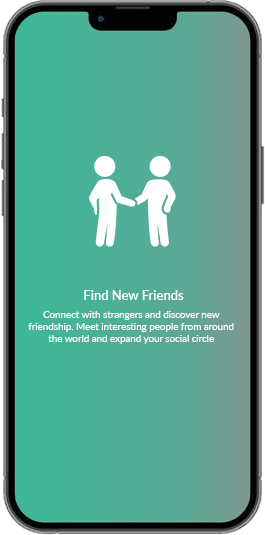 Find New Friends
Connect with strangers and discover new
friendship. Meet interesting people from around
the world and expand your social circle